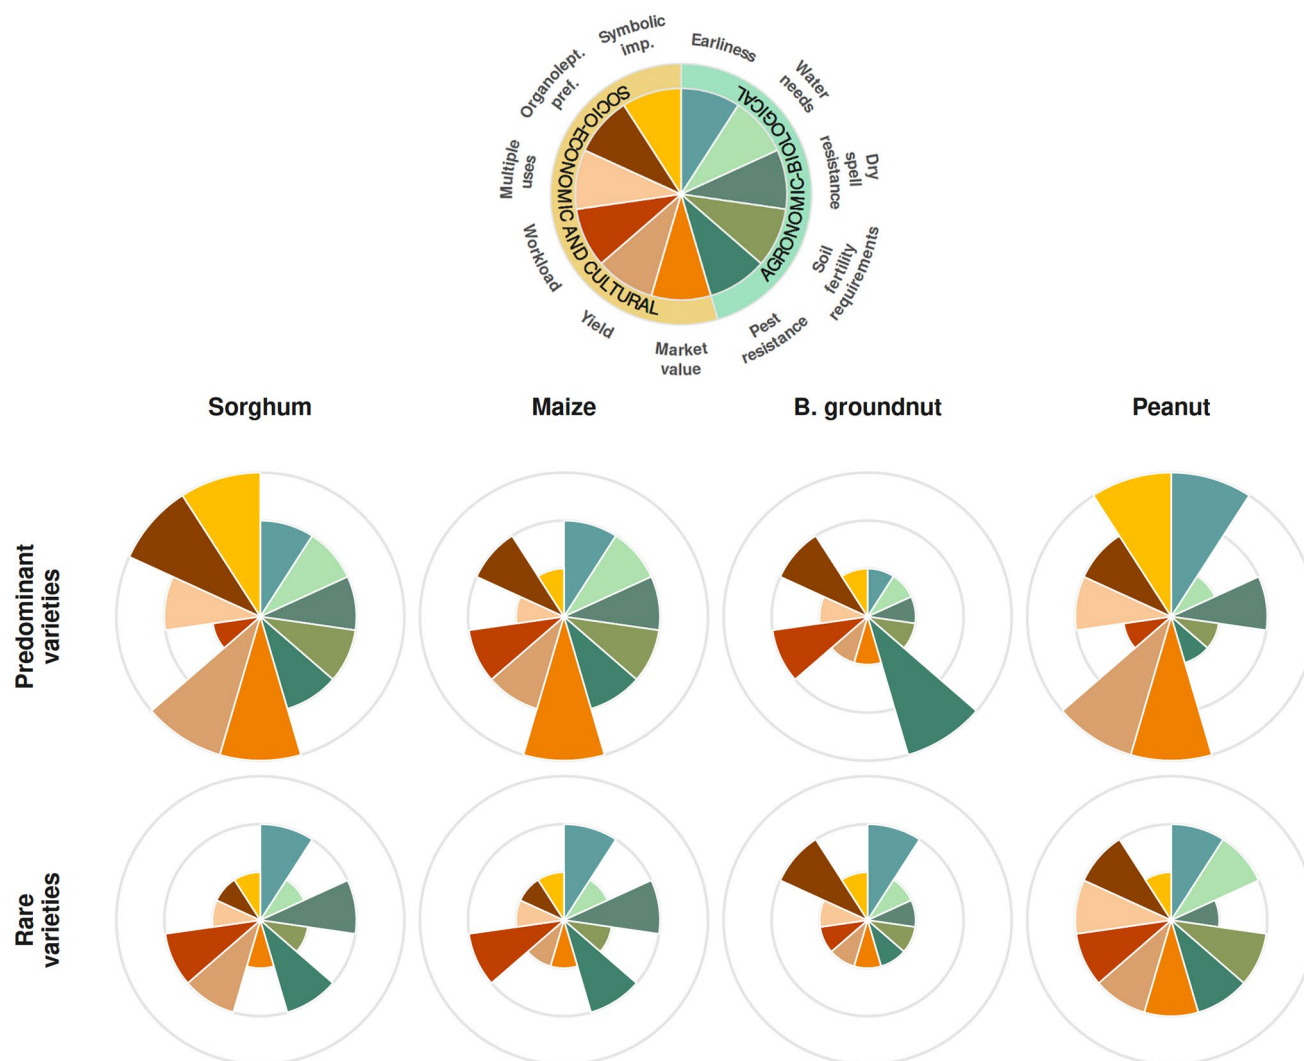 Symbolic
imp.
Earliness
Organolept.
pref.
Water
needs
Multiple
uses
Dry
spell
resistance
SOCIO-ECONOMIC AND CULTURAL
AGRONOMIC-BIOLOGICAL
Workload
Soil
fertility
requirements
Yield
Pest
resistance
Market
value
Sorghum
Maize
B. groundnut
Peanut
Predominant
varieties
Rare
varieties